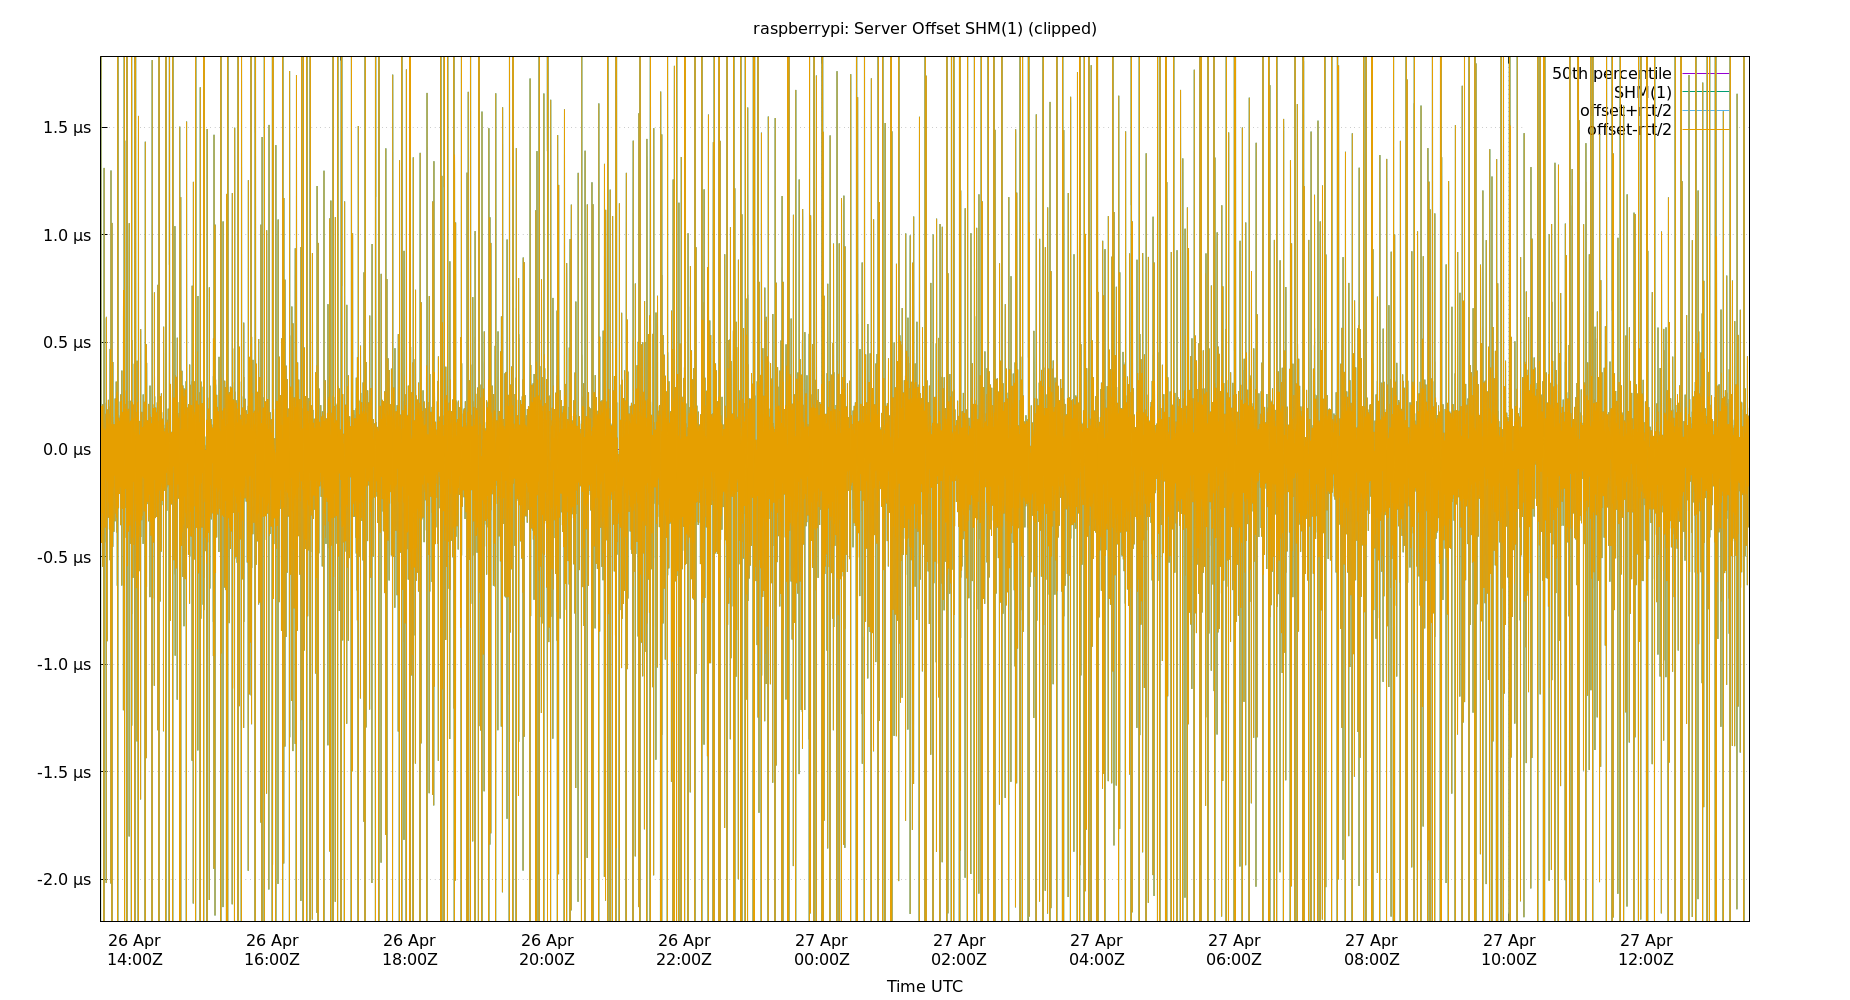 raspberrypi: Server Offset SHM(1) (clipped)
50th percentile
SHM(1)
offset+rtt/2
offset-rtt/2
1.5 µs
1.0 µs
0.5 µs
0.0 µs
-0.5 µs
-1.0 µs
-1.5 µs
-2.0 µs
26 Apr 26 Apr 26 Apr 26 Apr 26 Apr 27 Apr 27 Apr 27 Apr 27 Apr 27 Apr 27 Apr 27 Apr
14:00Z 16:00Z 18:00Z 20:00Z 22:00Z 00:00Z 02:00Z 04:00Z 06:00Z 08:00Z 10:00Z 12:00Z
Time UTC